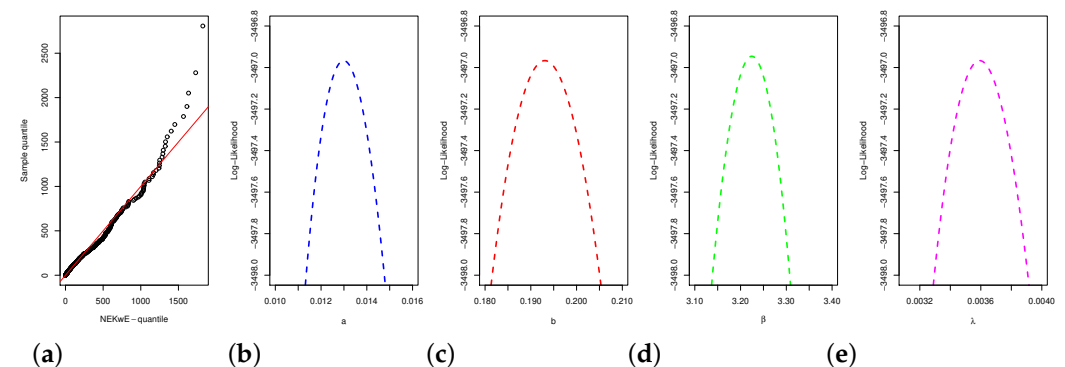 Sample quantile
0 500 1000 1500 2000 2500
0 500 1000 1500
NEKwE−quantile
(a)
Log−Likelihood
−3498.0 −3497.8 −3497.6 −3497.4 −3497.2 −3497.0 −3496.8
0.010 0.012 0.014 0.016
a
(b)
Log−Likelihood
−3498.0 −3497.8 −3497.6 −3497.4 −3497.2 −3497.0 −3496.8
0.180 0.190 0.200 0.210
b
(c)
Log−Likelihood
−3498.0 −3497.8 −3497.6 −3497.4 −3497.2 −3497.0 −3496.8
3.10 3.20 3.30 3.40
β
(d)
Log−Likelihood
−3498.0 −3497.8 −3497.6 −3497.4 −3497.2 −3497.0 −3496.8
0.0032 0.0036 0.0040
λ
(e)